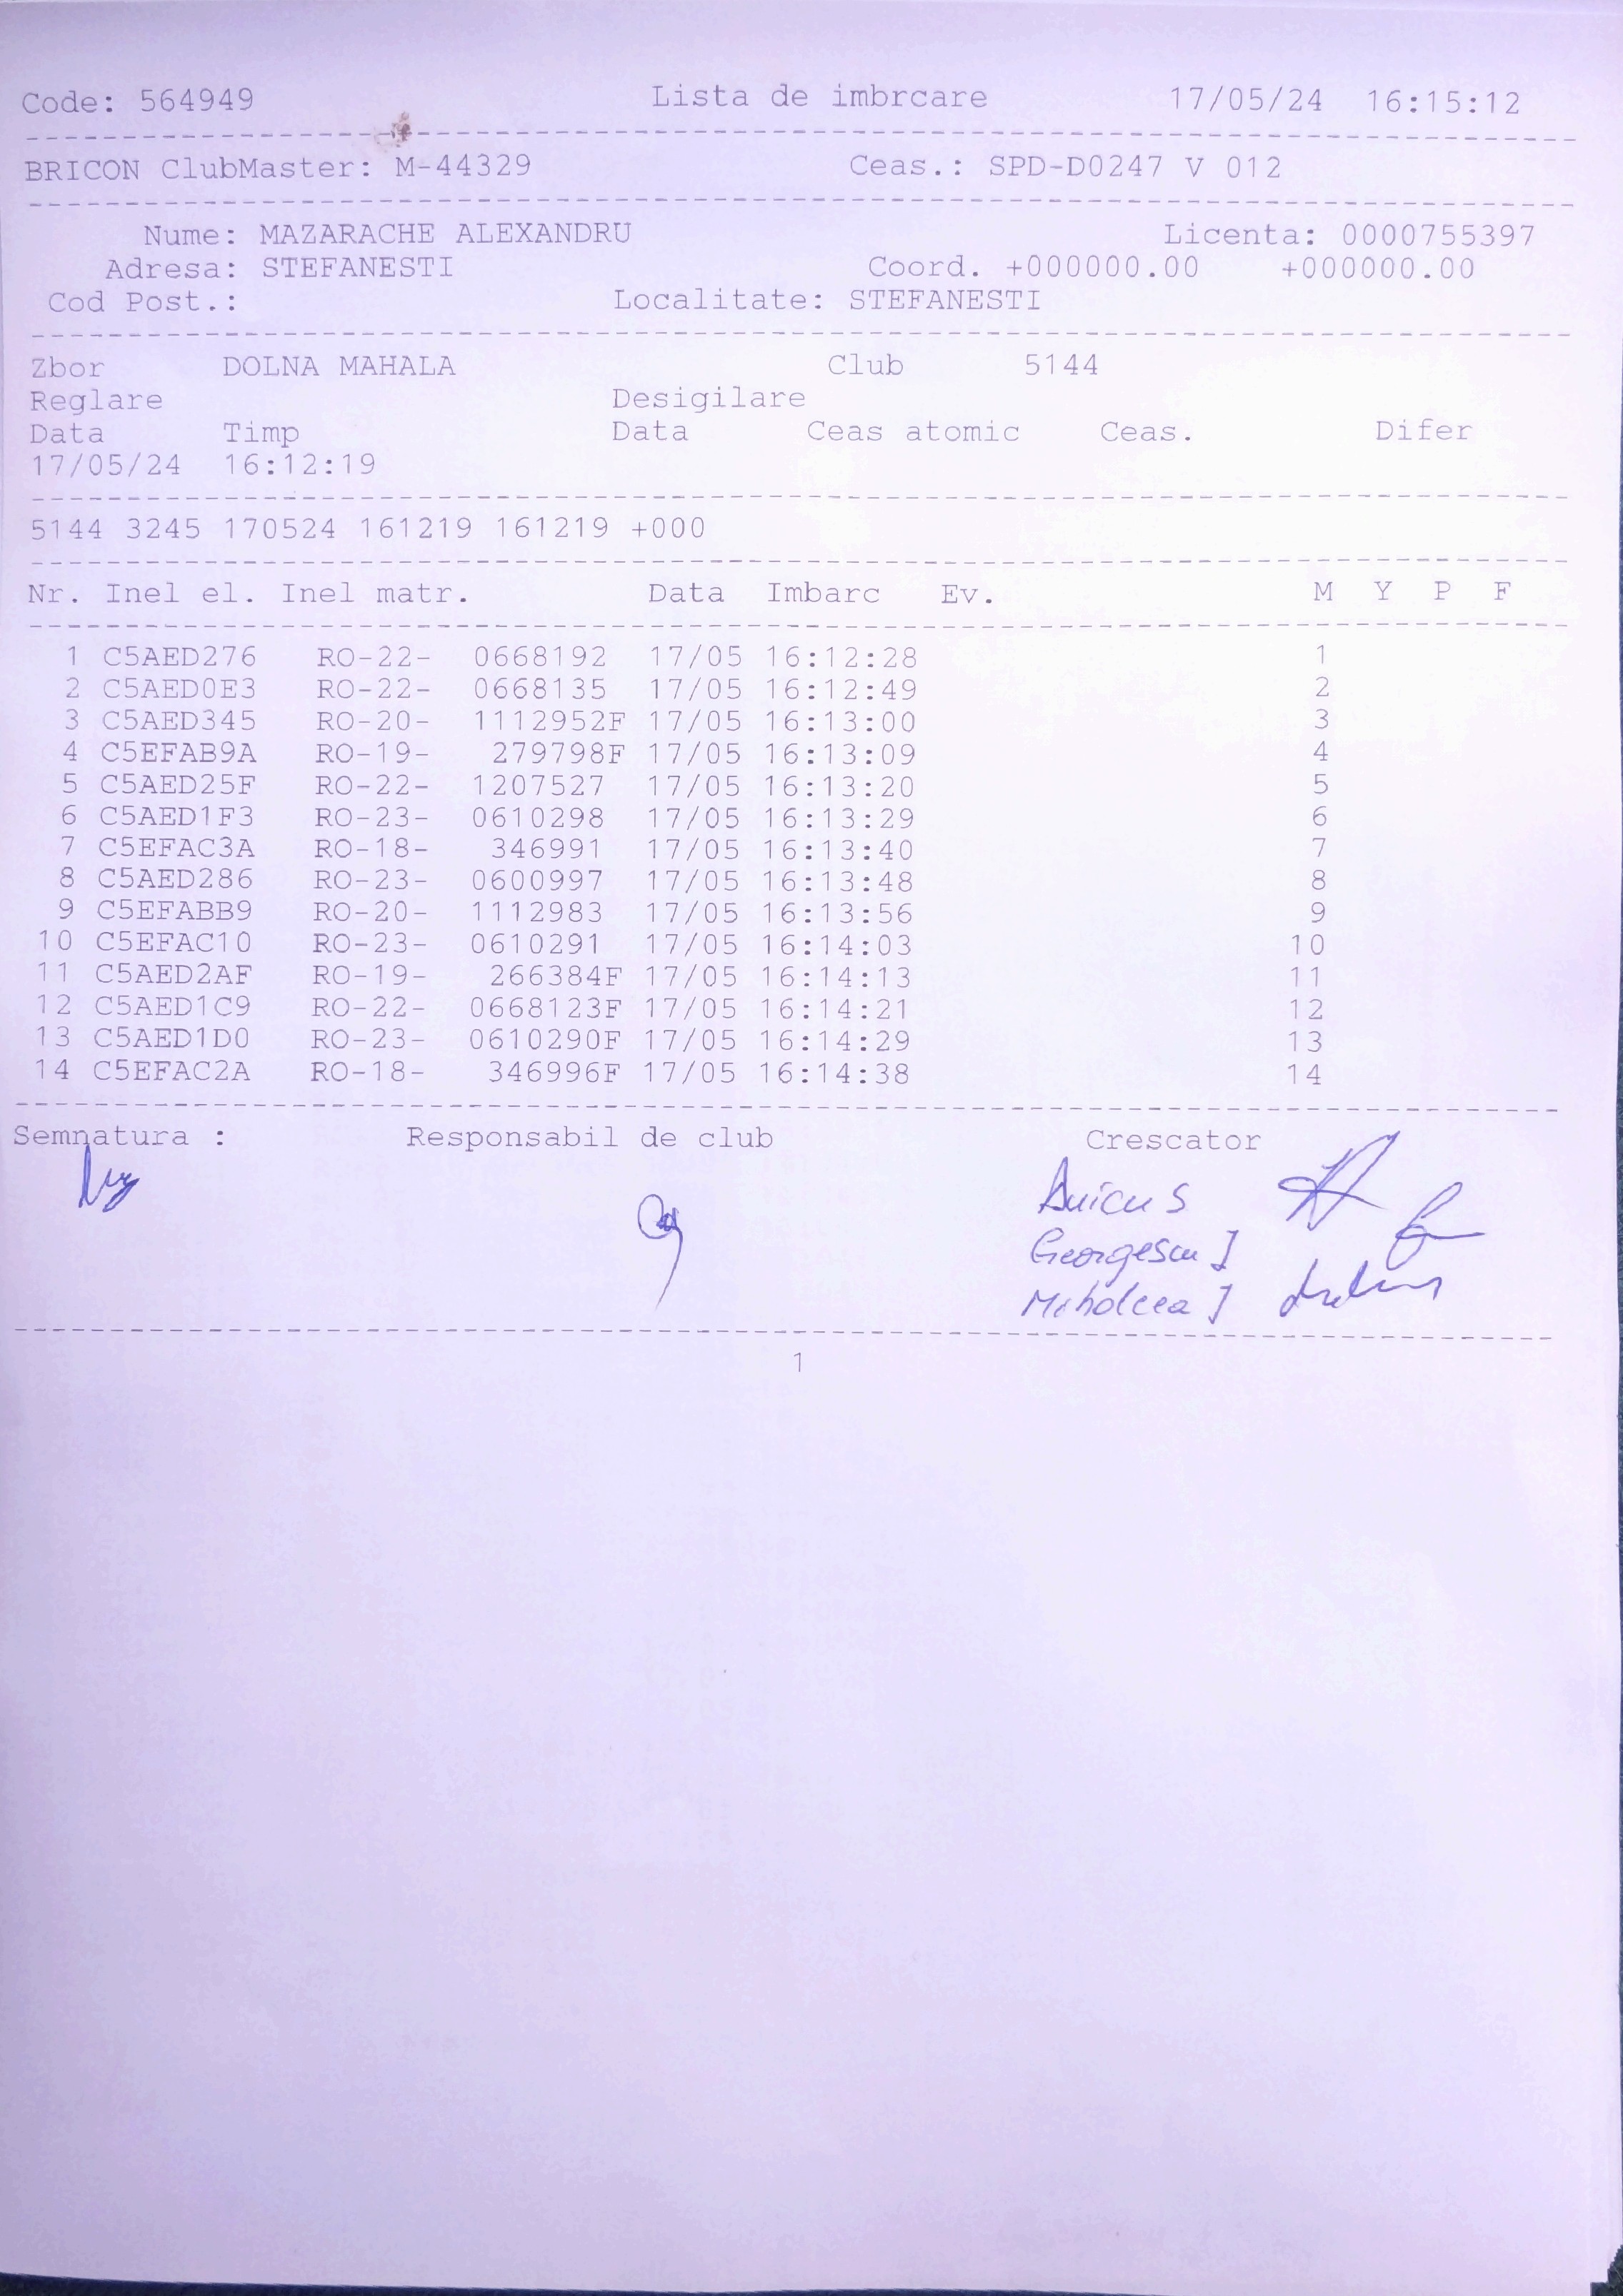 Code: 564949 Lista de imbrcare 17/05/24 16:15:12
BRICON ClubMaster: M-44329 Ceas.: SPD-D0247 V 012
Nume: MAZARACHE ALEXANDRU Licenta: 0000755397
Adresa: STEFANESTI Coord. +000000.00 +000000.00
Cod Post.: Localitate: STEFANESTI
Zbor DOLNA MAHALA Club 5144
Reglare Desigilare
Data Timp Data Ceas atomic Ceas. Difer
17/05/24 16:12:19
5144 3245 170524 161219 161219 +000
Nr. Inel el. Inel matr. Data Imbarc Ev. M Y P F
1 C5AED276 RO-22- 0668192 17/05 16:12:28 1
2 C5AED0E3 RO-22- 0668135 17/05 16:12:49 2
3 C5AED345 RO-20- 1112952F 17/05 16:13:00 3
4 C5EFAB9A RO-19- 279798F 17/05 16:13:09 4
5 C5AED25F RO-22- 1207527 17/05 16:13:20 5
6 C5AED1F3 RO-23- 0610298 17/05 16:13:29 6
7 C5EFAC3A RO-18- 346991 17/05 16:13:40 7
8 C5AED286 RO-23- 0600997 17/05 16:13:48 8
9 C5EFABB9 RO-20- 1112983 17/05 16:13:56 9
10 C5EFAC10 RO-23- 0610291 17/05 16:14:03 10
11 C5AED2AF RO-19- 266384F 17/05 16:14:13 11
12 C5AED1C9 RO-22- 0668123F 17/05 16:14:21 12
13 C5AED1D0 RO-23- 0610290F 17/05 16:14:29 13
14 C5EFAC2A RO-18- 346996F 17/05 16:14:38 14
Semnatura : Responsabil de club Crescator
Georgescu I
1